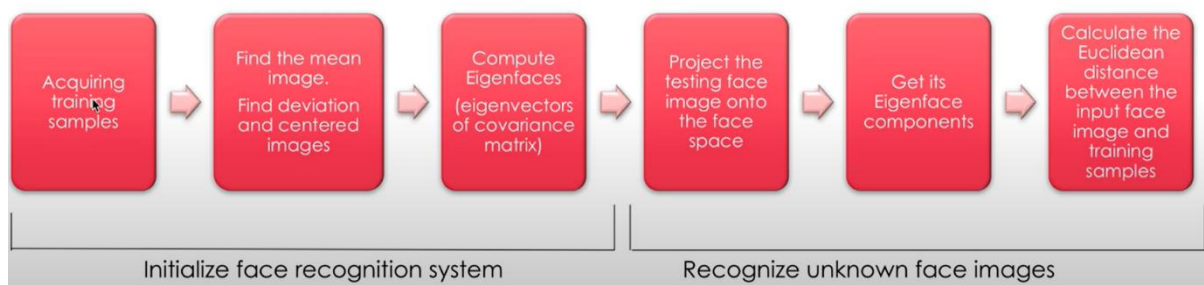 Acquiring
training
samples
Find the mean
image.
Find deviation
and centered
images
Compute
Eigenfaces
(eigenvectors
of covariance
matrix)
Project the
testing face
image onto
the face
space
Get its
Eigenface
components
Calculate the
Euclidean
distance
between the
input face
image and
training
samples
Initialize face recognition system
Recognize unknown face images